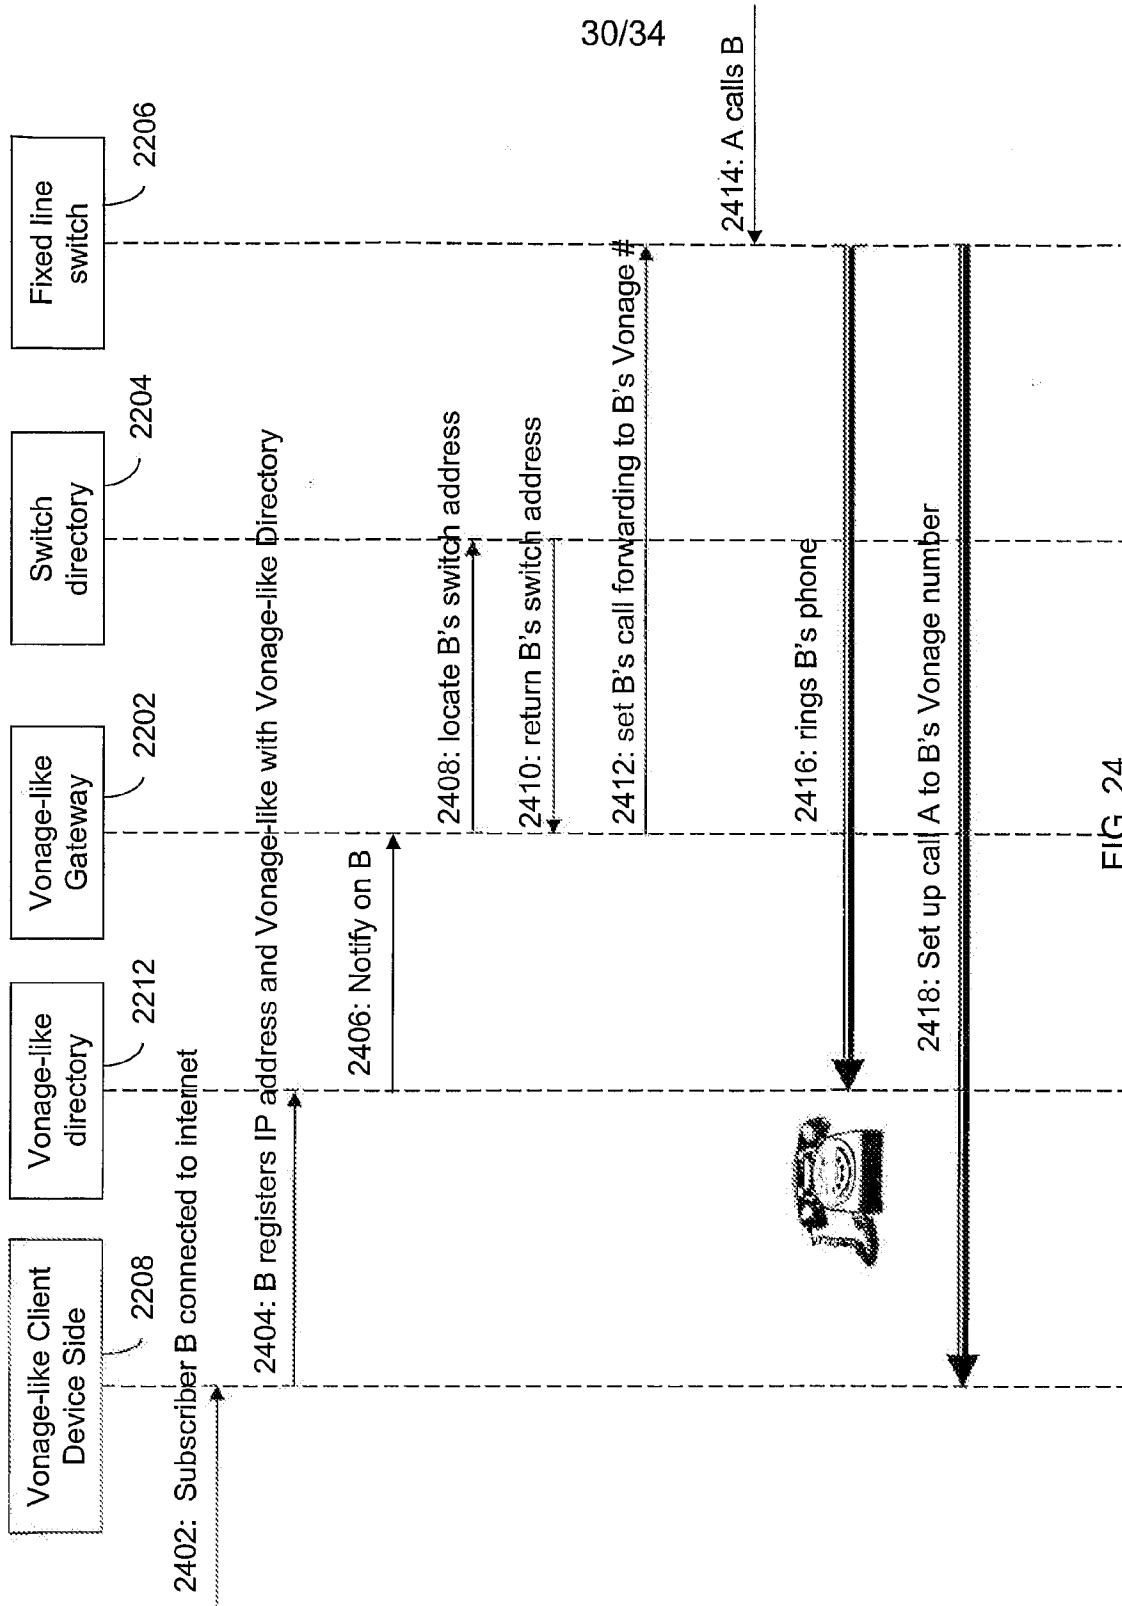 30/34
Vonage-like Client
Device Side
2208
Vonage-like
directory
2212
Vonage-like
Gateway
2202
Switch
directory
2204
Fixed line
switch
2206
2402: Subscriber B connected to internet
2404: B registers IP address and Vonage-like with Vonage-like Directory
2406: Notify on B
2408: locate B's switch address
2410: return B's switch address
2412: set B's call forwarding to B's Vonage #
2414: A calls B
2416: rings B's phone
2418: Set up call A to B's Vonage number
FIG. 24